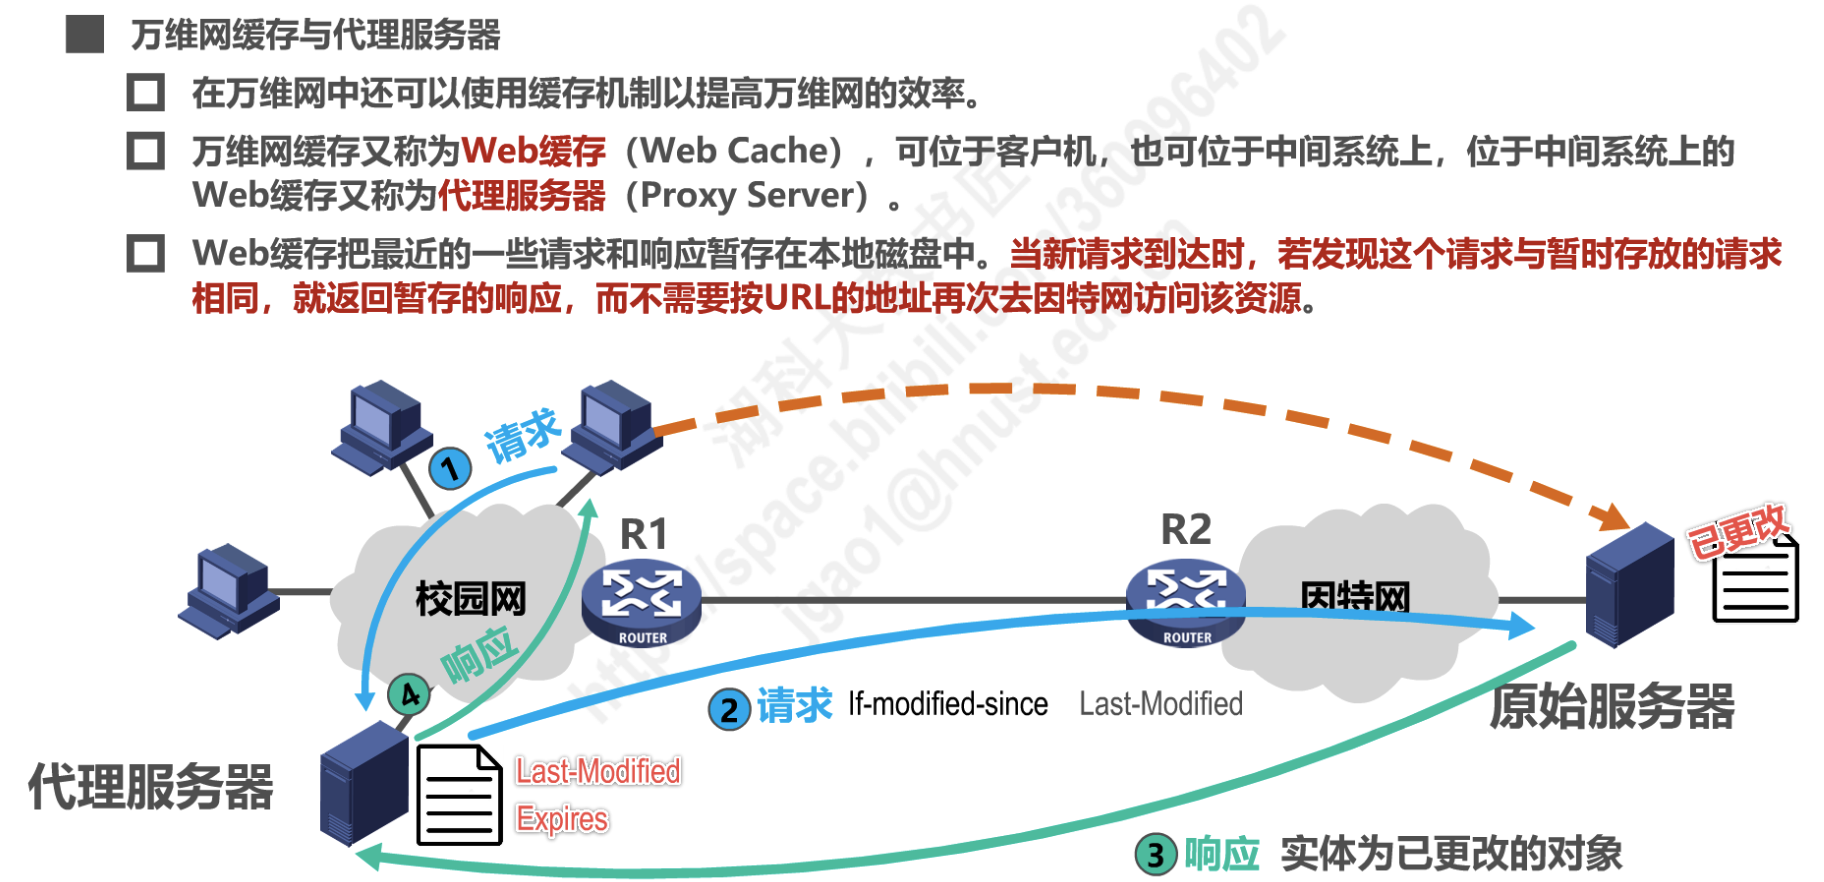 万维网缓存与代理服务器
在万维网中还可以使用缓存机制以提高万维网的效率。
万维网缓存又称为Web缓存（Web Cache），可位于客户机，也可位于中间系统上，位于中间系统上的
Web缓存又称为代理服务器（Proxy Server）。
Web缓存把最近的一些请求和响应暂存在本地磁盘中。当新请求到达时，若发现这个请求与暂时存放的请求
相同，就返回暂存的响应，而不需要按URL的地址再次去因特网访问该资源。
1 请求
R1
R2
已更改
校园网
ROUTER
ROUTER
因特网
4 响应
2 请求 If-modified-since Last-Modified
原始服务器
代理服务器
Last-Modified
Expires
3 响应 实体为已更改的对象
http://space.bilibili.com/360996402
jgao1@hnust.edu.cn